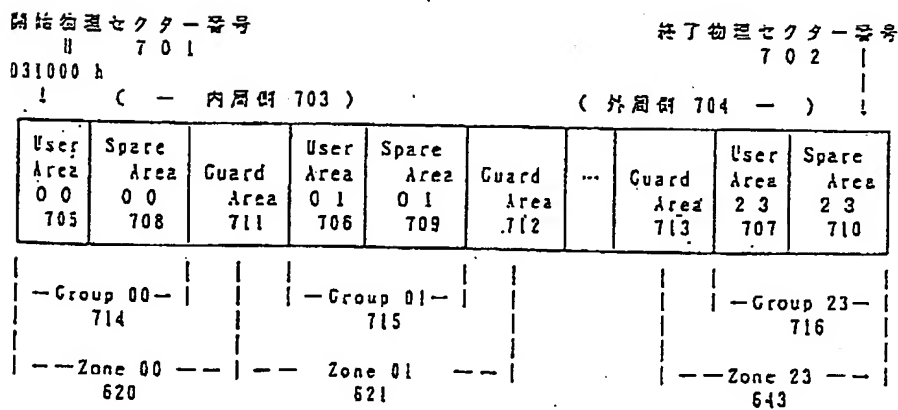 開始物理セクター番号
701
031000 h
終了物理セクター番号
702
( ← 内周側 703 )
( 外周側 704 → )
User Area 00 705
Spare Area 00 708
Guard Area 711
User Area 01 706
Spare Area 01 709
Guard Area 712
…
Guard Area 713
User Area 23 707
Spare Area 23 710
Group 00
714
Group 01
715
Group 23
716
Zone 00
620
Zone 01
621
Zone 23
643